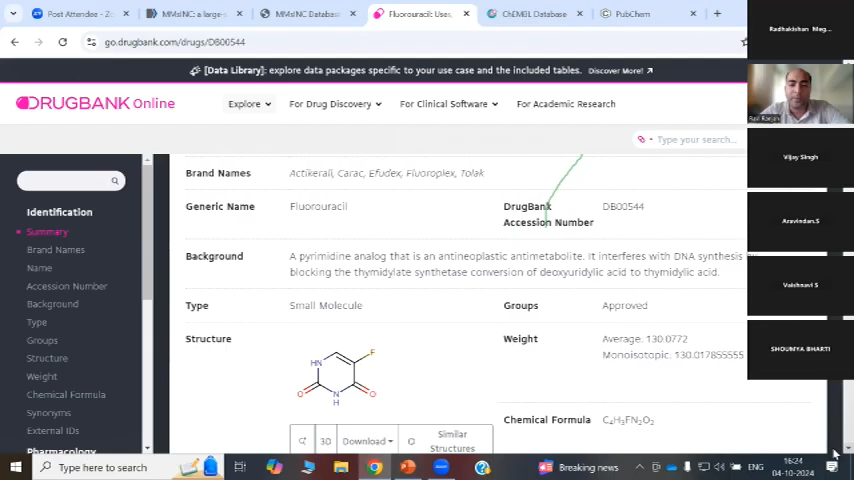 Post Attendee - Zo
MMsINC: a large-s
MMsINC Database
Fluorouracil: Uses,
ChEMBL Database
PubChem
go.drugbank.com/drugs/DB00544
[Data Library]: explore data packages specific to your use case and the included tables. Discover More!
DRUGBANK Online
Explore
For Drug Discovery
For Clinical Software
For Academic Research
Type your search...
Identification
Summary
Brand Names
Name
Accession Number
Background
Type
Groups
Structure
Weight
Chemical Formula
Synonyms
External IDs
Pharmacology
Brand Names Actikerall, Carac, Efudex, Fluoroplex, Tolak
Generic Name Fluorouracil
DrugBank Accession Number DB00544
Background A pyrimidine analog that is an antineoplastic antimetabolite. It interferes with DNA synthesis by
blocking the thymidylate synthetase conversion of deoxyuridylic acid to thymidylic acid.
Type Small Molecule
Groups Approved
Structure
HN F O N H O
Weight Average: 130.0772
Monoisotopic: 130.017855555
Chemical Formula C4H3FN2O2
3D Download Similar Structures
Radhakishan Meg...
Vijay Singh
Aravindan.S
Vaishnavi S
SHOUMYA BHARTI
Type here to search
Breaking news
ENG
16:24
04-10-2024